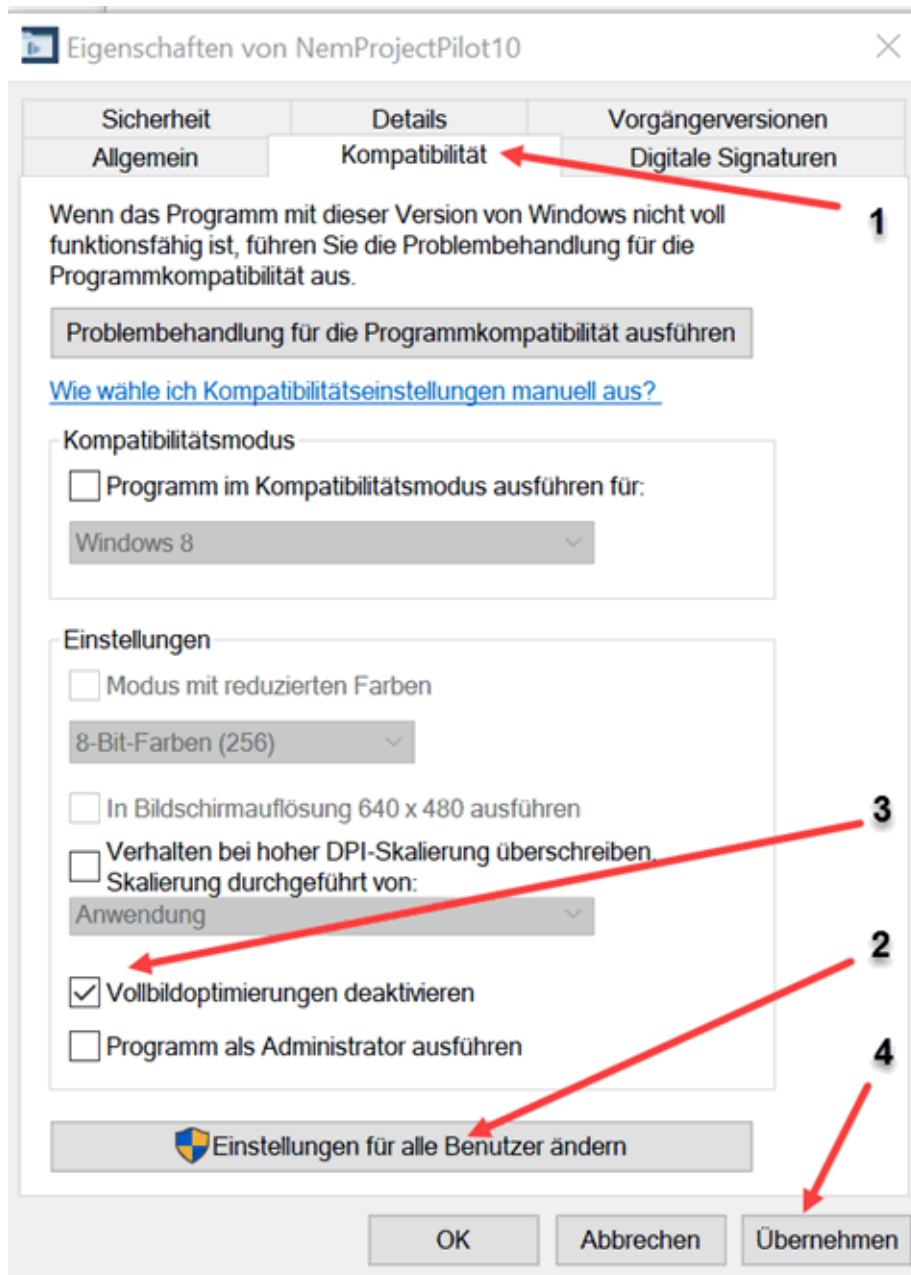 Eigenschaften von NemProjectPilot10
Sicherheit
Details
Vorgängerversionen
Allgemein
Kompatibilität
Digitale Signaturen
1
Wenn das Programm mit dieser Version von Windows nicht voll
funktionsfähig ist, führen Sie die Problembehandlung für die
Programmkompatibilität aus.
Problembehandlung für die Programmkompatibilität ausführen
Wie wähle ich Kompatibilitätseinstellungen manuell aus?
Kompatibilitätsmodus
Programm im Kompatibilitätsmodus ausführen für:
Windows 8
Einstellungen
Modus mit reduzierten Farben
8-Bit-Farben (256)
In Bildschirmauflösung 640 x 480 ausführen
3
Verhalten bei hoher DPI-Skalierung überschreiben.
Skalierung durchgeführt von:
Anwendung
2
Vollbildoptimierungen deaktivieren
Programm als Administrator ausführen
4
Einstellungen für alle Benutzer ändern
OK
Abbrechen
Übernehmen